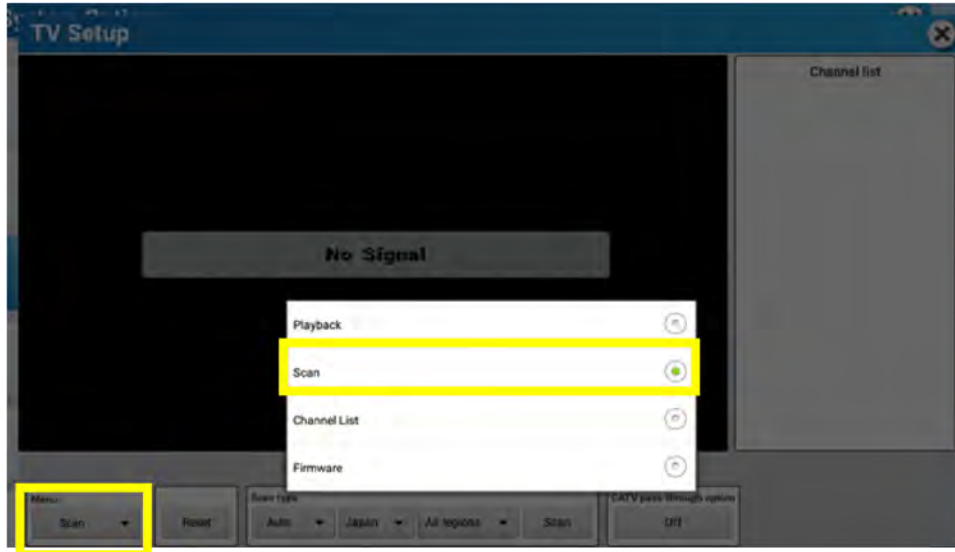 TV Setup
Channel list
No Signal
Playback
Scan
Channel List
Firmware
Menu
Scan
Reset
Scan type
Auto
Japan
All regions
Scan
CATV pass-through option
Off